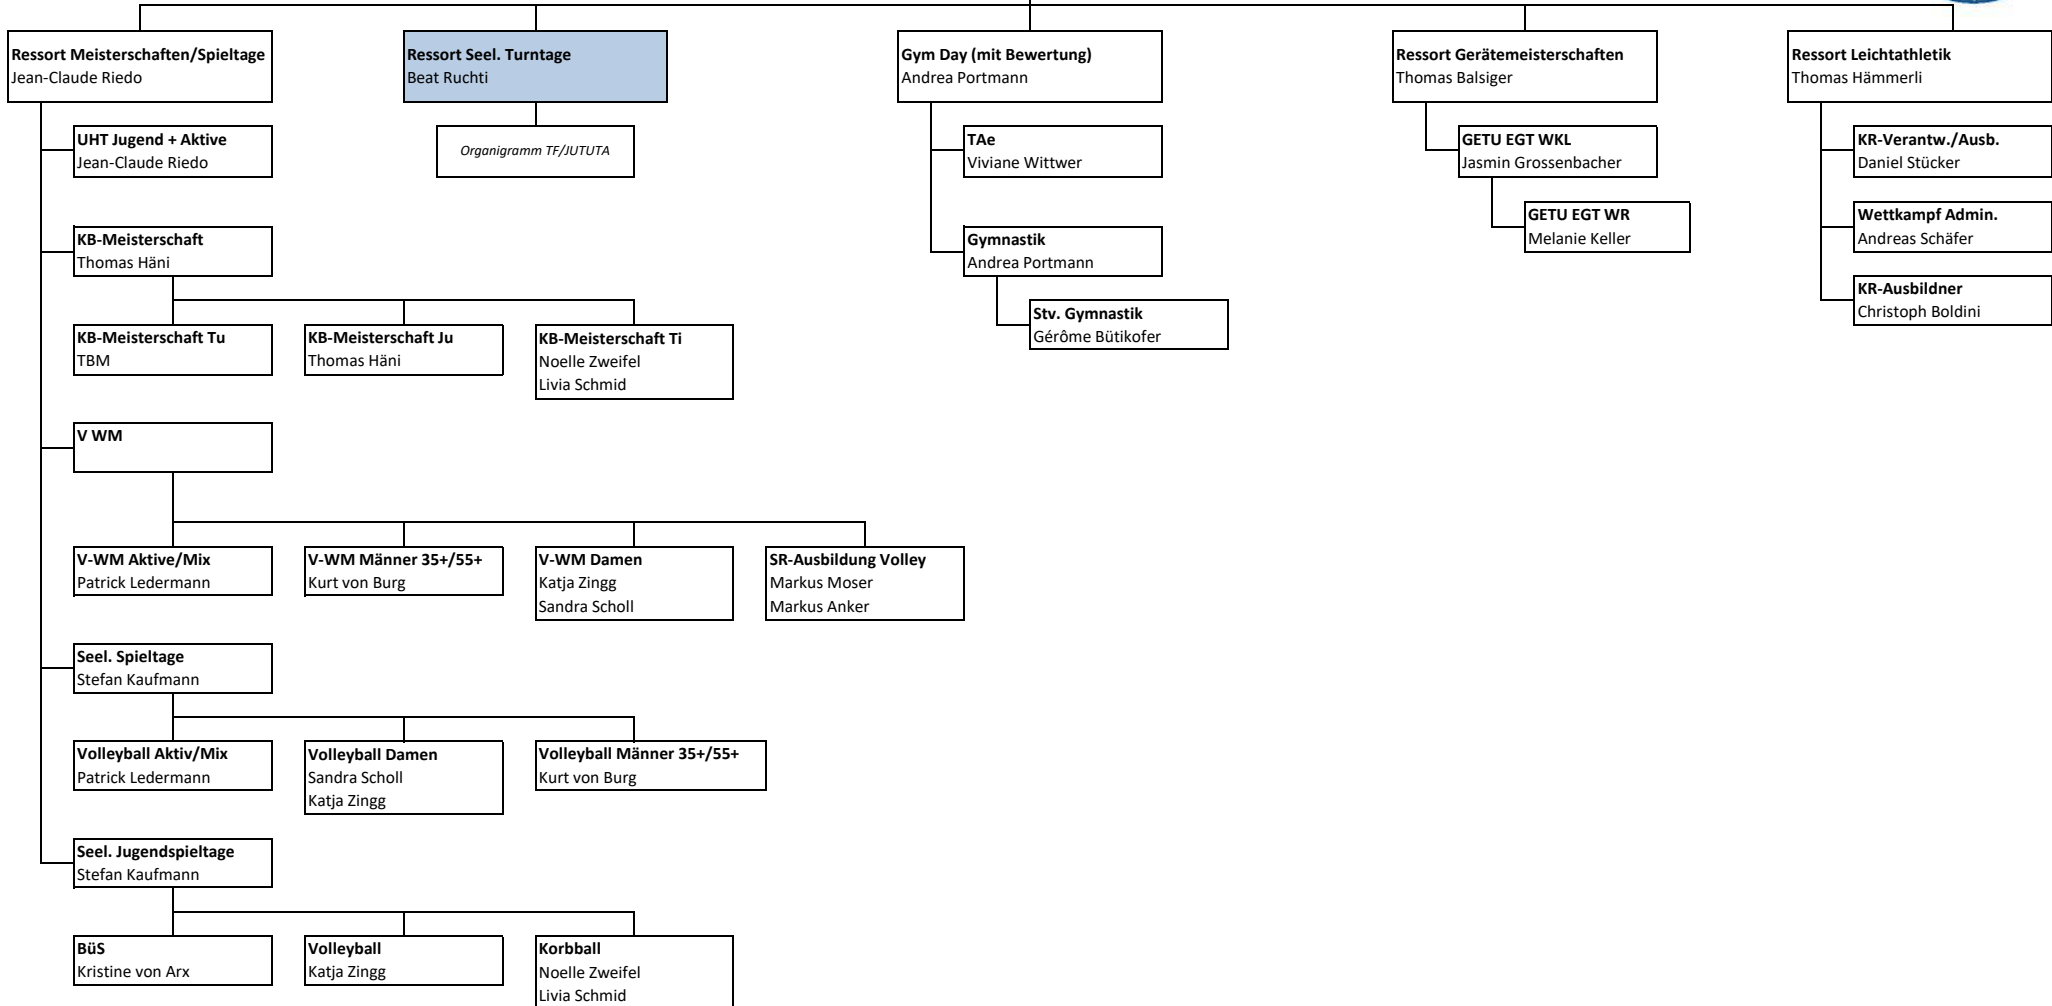 Ressort Meisterschaften/Spieltage
Jean-Claude Riedo
Ressort Seel. Turntage
Beat Ruchti
Gym Day (mit Bewertung)
Andrea Portmann
Ressort Gerätemeisterschaften
Thomas Balsiger
Ressort Leichtathletik
Thomas Hämmerli
UHT Jugend + Aktive
Jean-Claude Riedo
Organigramm TF/JUTUTA
TAe
Viviane Wittwer
GETU EGT WKL
Jasmin Grossenbacher
KR-Verantw./Ausb.
Daniel Stücker
KB-Meisterschaft
Thomas Häni
Gymnastik
Andrea Portmann
GETU EGT WR
Melanie Keller
Wettkampf Admin.
Andreas Schäfer
KB-Meisterschaft Tu
TBM
KB-Meisterschaft Ju
Thomas Häni
KB-Meisterschaft Ti
Noelle Zweifel
Livia Schmid
Stv. Gymnastik
Gérôme Bütikofer
KR-Ausbildner
Christoph Boldini
V WM
V-WM Aktive/Mix
Patrick Ledermann
V-WM Männer 35+/55+
Kurt von Burg
V-WM Damen
Katja Zingg
Sandra Scholl
SR-Ausbildung Volley
Markus Moser
Markus Anker
Seel. Spieltage
Stefan Kaufmann
Volleyball Aktiv/Mix
Patrick Ledermann
Volleyball Damen
Sandra Scholl
Katja Zingg
Volleyball Männer 35+/55+
Kurt von Burg
Seel. Jugendspieltage
Stefan Kaufmann
BüS
Kristine von Arx
Volleyball
Katja Zingg
Korbball
Noelle Zweifel
Livia Schmid